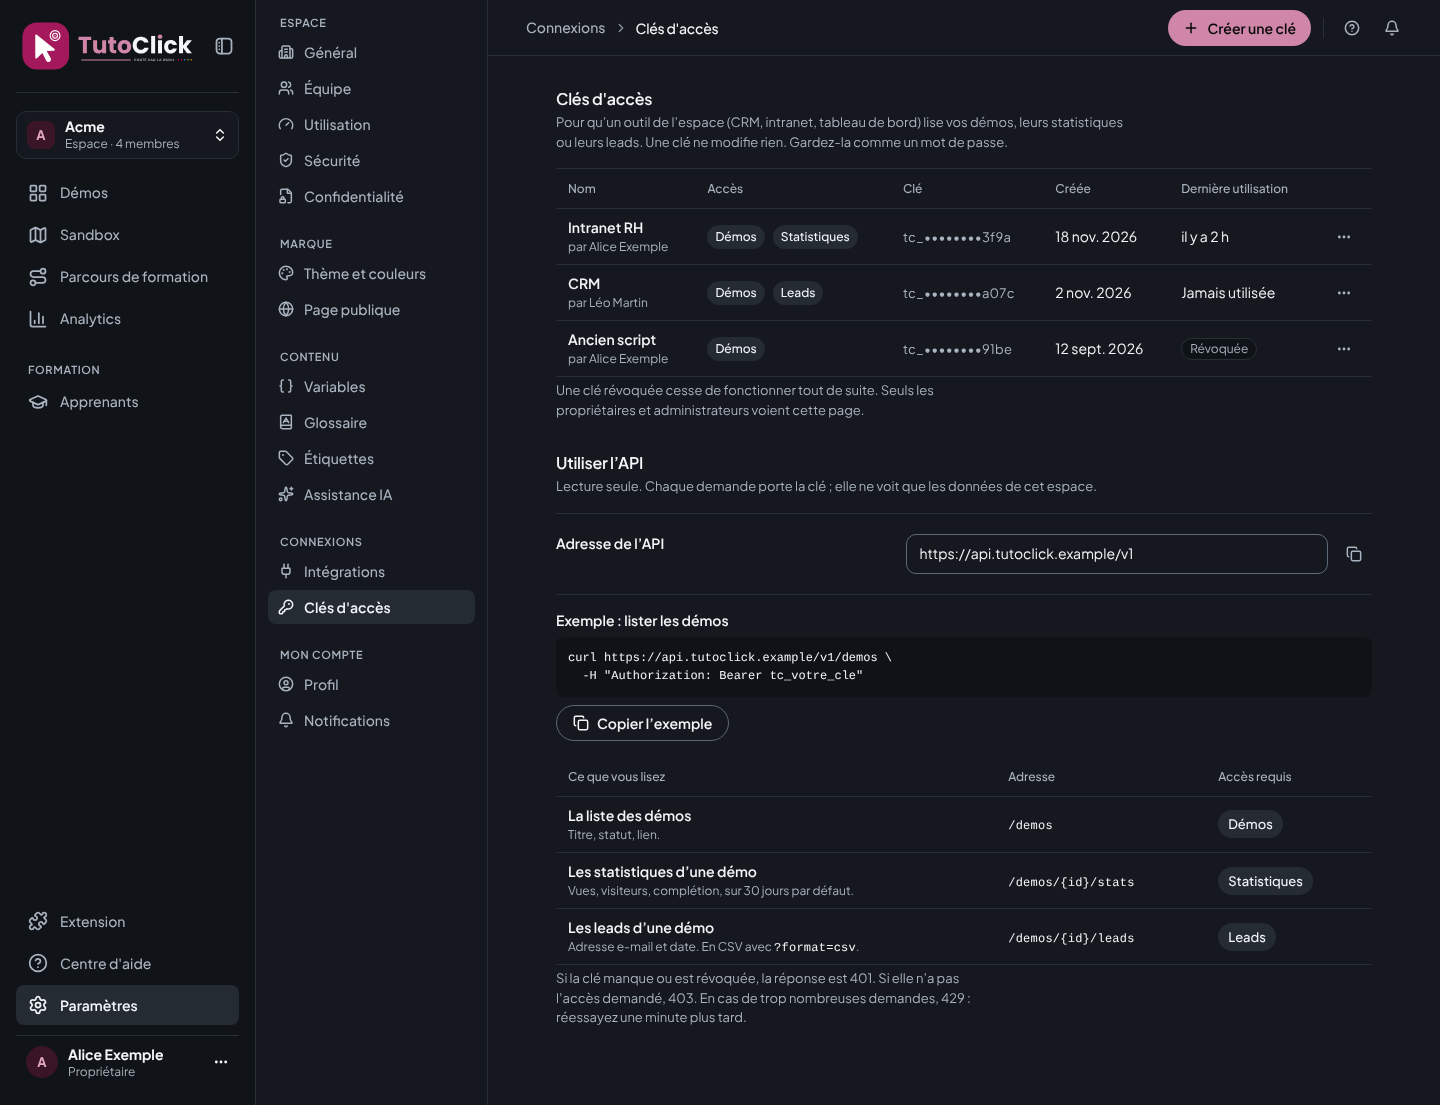 TutoClick
Acme
Espace · 4 membres
Démos
Sandbox
Parcours de formation
Analytics
FORMATION
Apprenants
Extension
Centre d'aide
Paramètres
Alice Exemple
Propriétaire
ESPACE
Général
Équipe
Utilisation
Sécurité
Confidentialité
MARQUE
Thème et couleurs
Page publique
CONTENU
Variables
Glossaire
Étiquettes
Assistance IA
CONNEXIONS
Intégrations
Clés d'accès
MON COMPTE
Profil
Notifications
Connexions > Clés d'accès
Créer une clé
Clés d'accès
Pour qu'un outil de l'espace (CRM, intranet, tableau de bord) lise vos démos, leurs statistiques
ou leurs leads. Une clé ne modifie rien. Gardez-la comme un mot de passe.
Nom Accès Clé Créée Dernière utilisation
Intranet RH
par Alice Exemple
Démos Statistiques tc_••••••••3f9a 18 nov. 2026 il y a 2 h
CRM
par Léo Martin
Démos Leads tc_••••••••a07c 2 nov. 2026 Jamais utilisée
Ancien script
par Alice Exemple
Démos tc_••••••••91be 12 sept. 2026 Révoquée
Une clé révoquée cesse de fonctionner tout de suite. Seuls les
propriétaires et administrateurs voient cette page.
Utiliser l’API
Lecture seule. Chaque demande porte la clé ; elle ne voit que les données de cet espace.
Adresse de l’API
https://api.tutoclick.example/v1
Exemple : lister les démos
curl https://api.tutoclick.example/v1/demos \
-H "Authorization: Bearer tc_votre_cle"
Copier l’exemple
Ce que vous lisez Adresse Accès requis
La liste des démos
Titre, statut, lien.
/demos Démos
Les statistiques d’une démo
Vues, visiteurs, complétion, sur 30 jours par défaut.
/demos/{id}/stats Statistiques
Les leads d’une démo
Adresse e-mail et date. En CSV avec ?format=csv.
/demos/{id}/leads Leads
Si la clé manque ou est révoquée, la réponse est 401. Si elle n’a pas
l’accès demandé, 403. En cas de trop nombreuses demandes, 429 :
réessayez une minute plus tard.